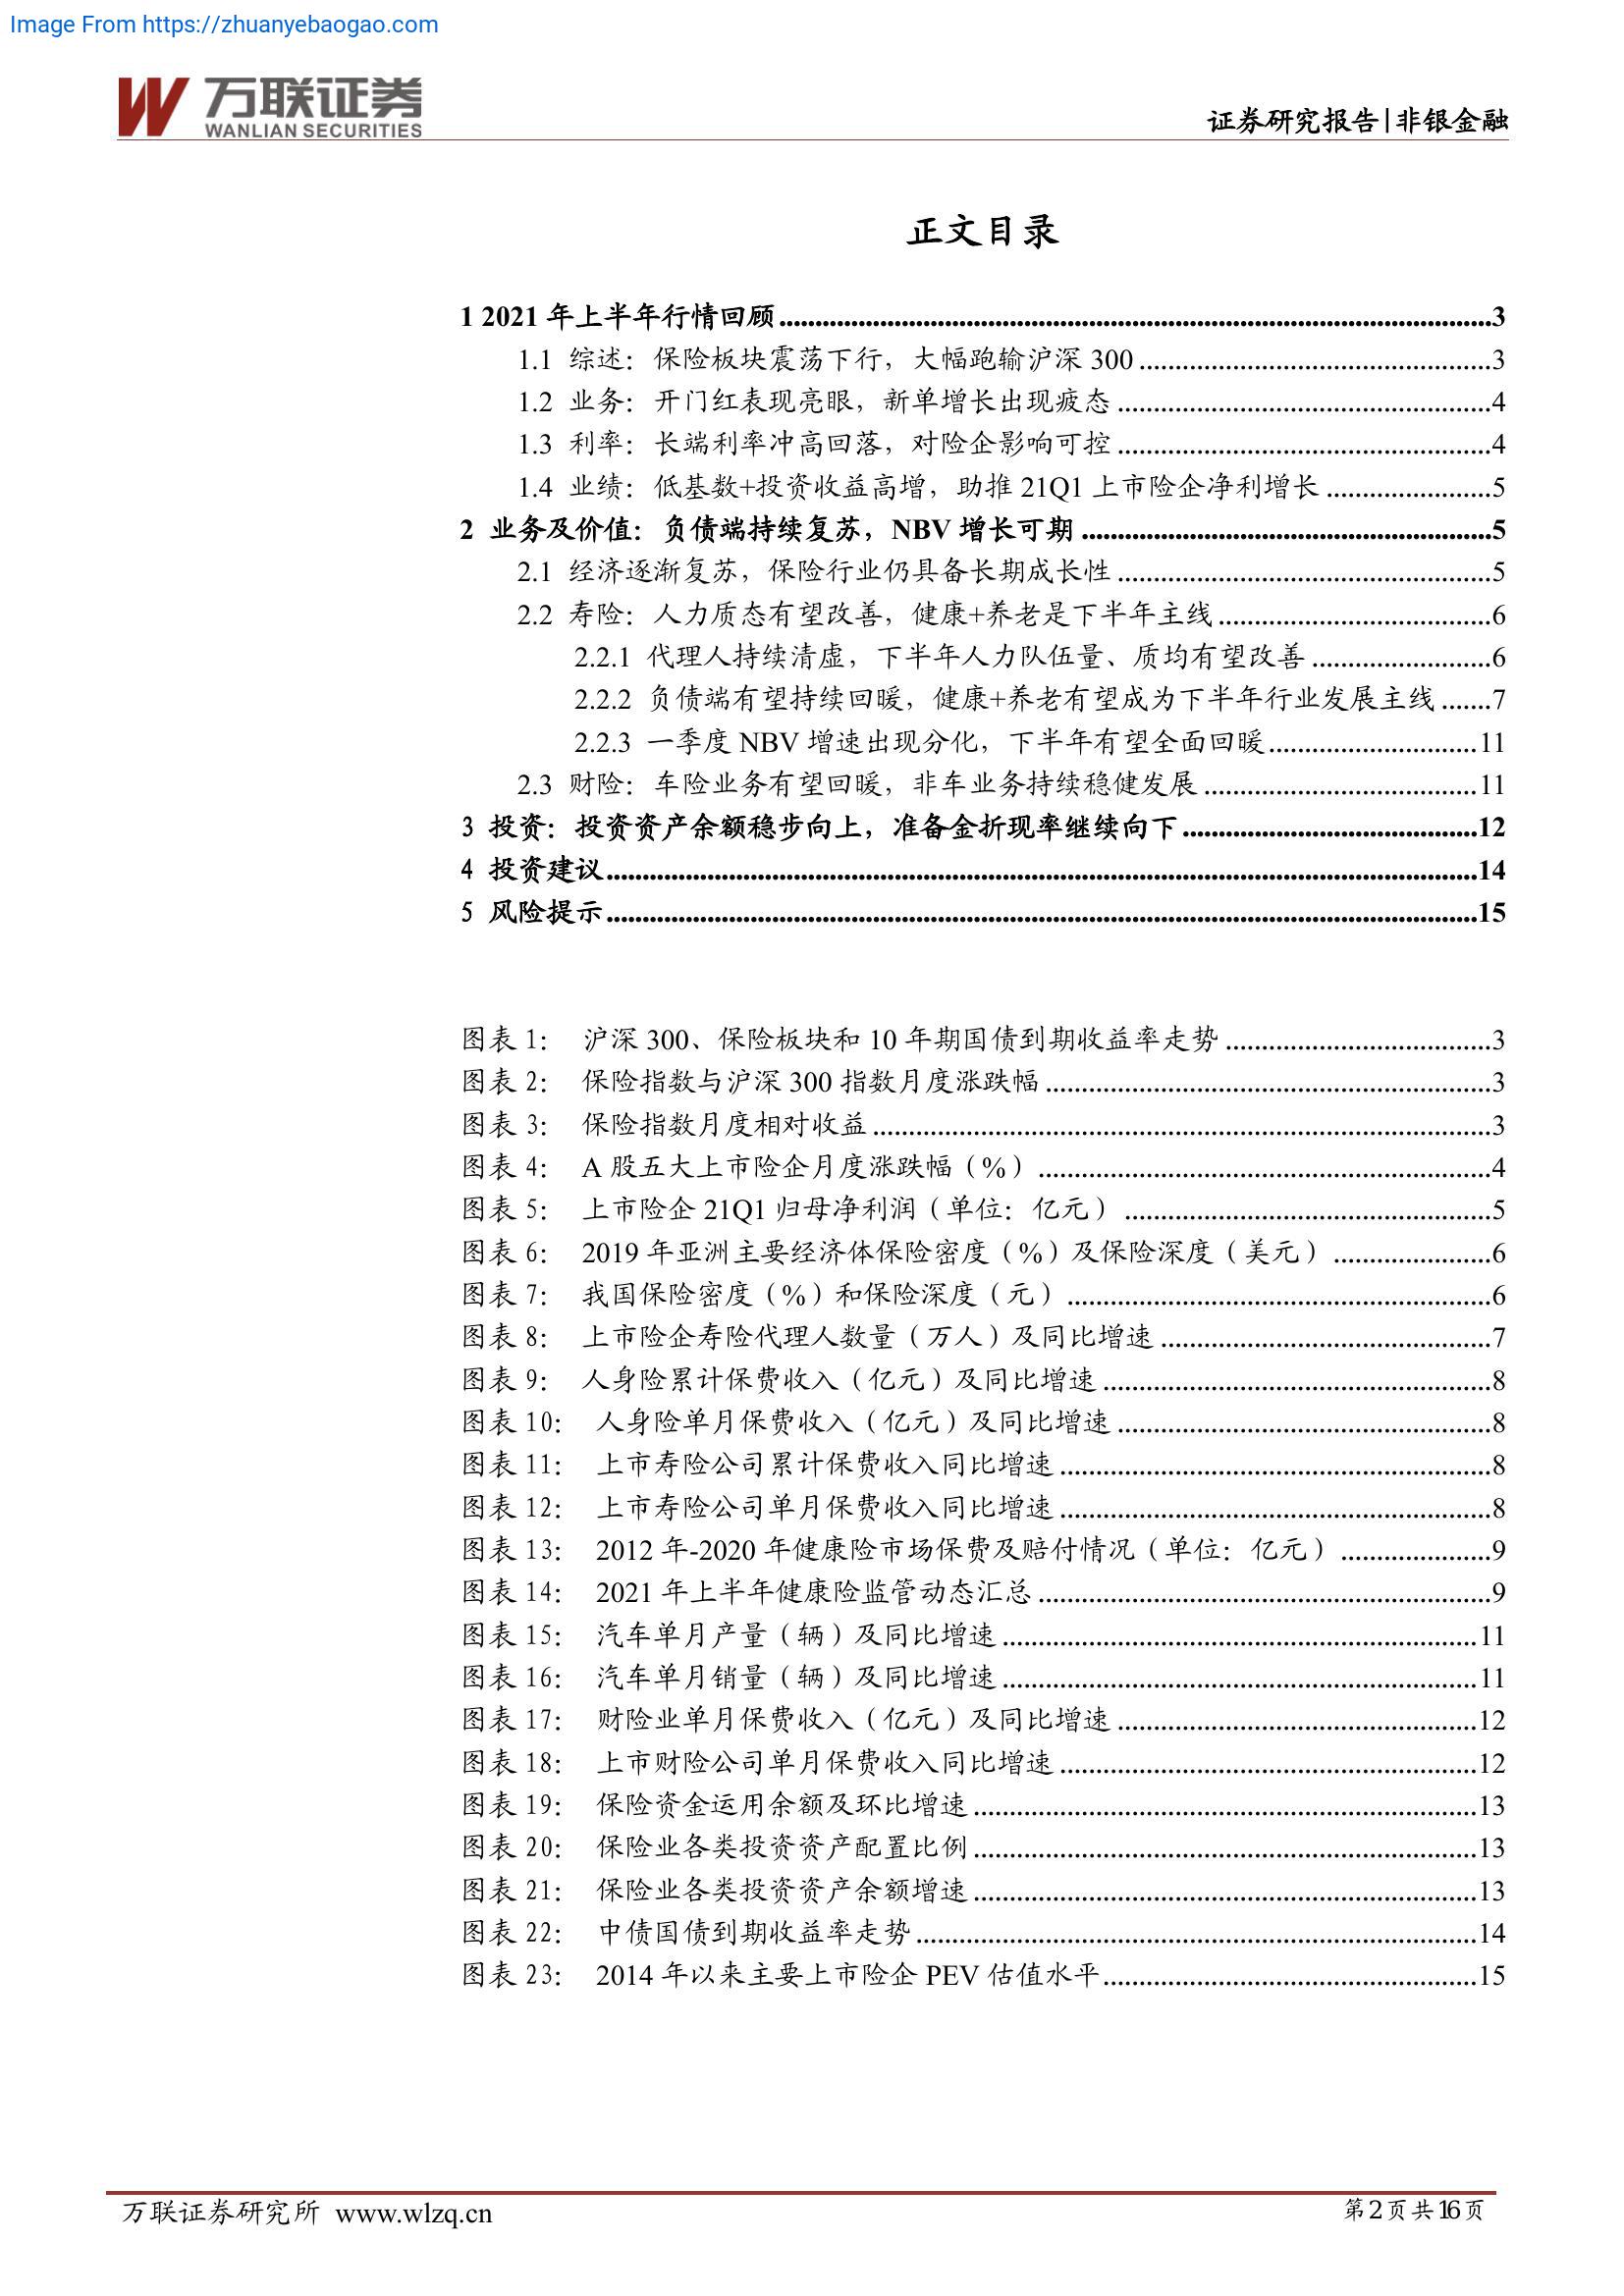 Image From https://zhuanyebaogao.com
万联证券
WANLIAN SECURITIES
证券研究报告|非银金融
正文目录
1 2021 年上半年行情回顾 3
1.1 综述：保险板块震荡下行，大幅跑输沪深 300 3
1.2 业务：开门红表现亮眼，新单增长出现疲态 4
1.3 利率：长端利率冲高回落，对险企影响可控 4
1.4 业绩：低基数+投资收益高增，助推 21Q1 上市险企净利增长 5
2 业务及价值：负债端持续复苏，NBV 增长可期 5
2.1 经济逐渐复苏，保险行业仍具备长期成长性 5
2.2 寿险：人力质态有望改善，健康+养老是下半年主线 6
2.2.1 代理人持续清虚，下半年人力队伍量、质均有望改善 6
2.2.2 负债端有望持续回暖，健康+养老有望成为下半年行业发展主线 7
2.2.3 一季度 NBV 增速出现分化，下半年有望全面回暖 11
2.3 财险：车险业务有望回暖，非车业务持续稳健发展 11
3 投资：投资资产余额稳步向上，准备金折现率继续向下 12
4 投资建议 14
5 风险提示 15
图表 1： 沪深 300、保险板块和 10 年期国债到期收益率走势 3
图表 2： 保险指数与沪深 300 指数月度涨跌幅 3
图表 3： 保险指数月度相对收益 3
图表 4： A 股五大上市险企月度涨跌幅（%） 4
图表 5： 上市险企 21Q1 归母净利润（单位：亿元） 5
图表 6： 2019 年亚洲主要经济体保险密度（%）及保险深度（美元） 6
图表 7： 我国保险密度（%）和保险深度（元） 6
图表 8： 上市险企寿险代理人数量（万人）及同比增速 7
图表 9： 人身险累计保费收入（亿元）及同比增速 8
图表 10： 人身险单月保费收入（亿元）及同比增速 8
图表 11： 上市寿险公司累计保费收入同比增速 8
图表 12： 上市寿险公司单月保费收入同比增速 8
图表 13： 2012 年-2020 年健康险市场保费及赔付情况（单位：亿元） 9
图表 14： 2021 年上半年健康险监管动态汇总 9
图表 15： 汽车单月产量（辆）及同比增速 11
图表 16： 汽车单月销量（辆）及同比增速 11
图表 17： 财险业单月保费收入（亿元）及同比增速 12
图表 18： 上市财险公司单月保费收入同比增速 12
图表 19： 保险资金运用余额及环比增速 13
图表 20： 保险业各类投资资产配置比例 13
图表 21： 保险业各类投资资产余额增速 13
图表 22： 中债国债到期收益率走势 14
图表 23： 2014 年以来主要上市险企 PEV 估值水平 15
万联证券研究所 www.wlzq.cn
第2页共16页